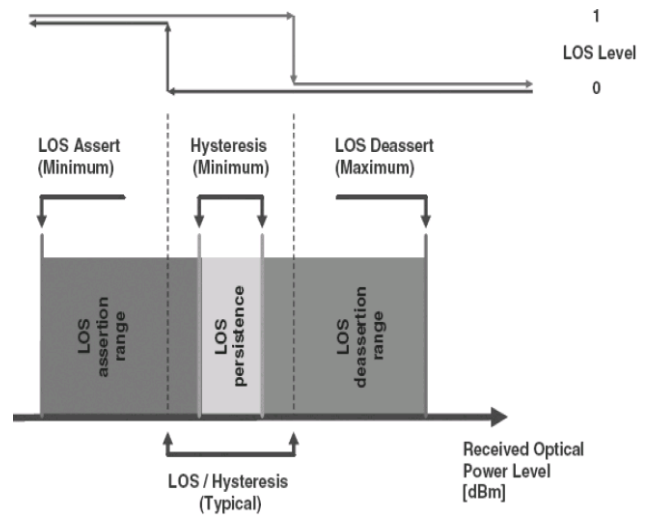 1
LOS Level
0
LOS Assert
(Minimum)
Hysteresis
(Minimum)
LOS Deassert
(Maximum)
LOS
assertion
range
LOS
persistence
LOS
deassertion
range
Received Optical
Power Level
[dBm]
LOS / Hysteresis
(Typical)